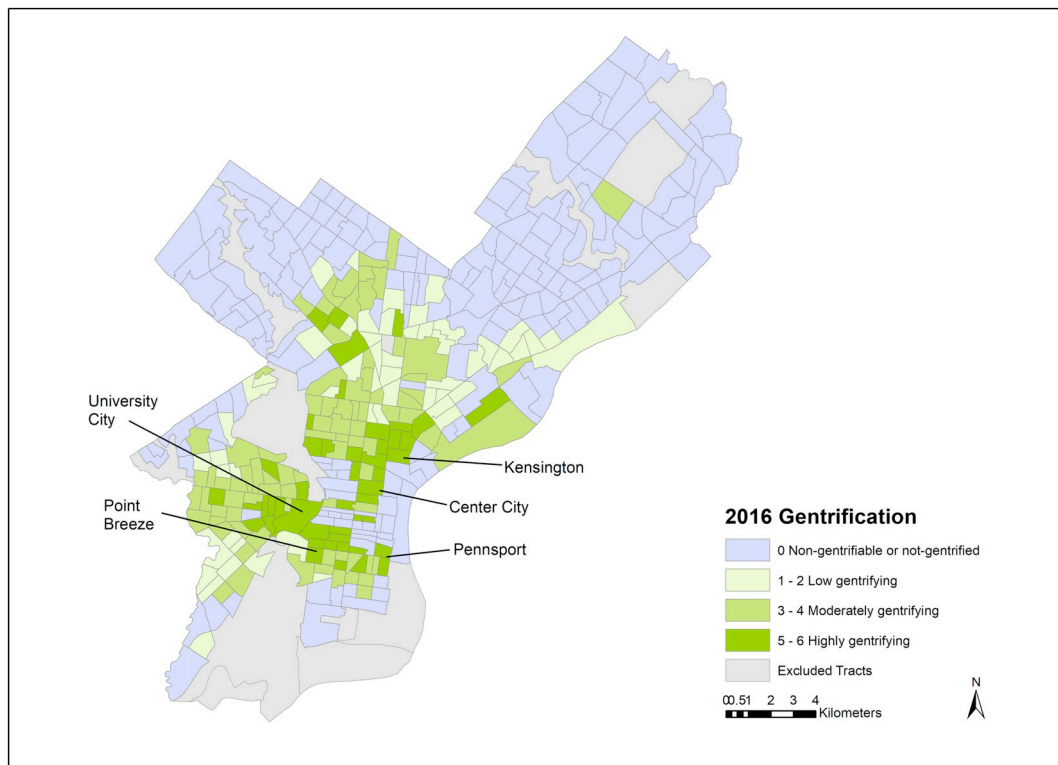 University
City
Kensington
Point
Breeze
Center City
Pennsport
2016 Gentrification
0 Non-gentrifiable or not-gentrified
1 - 2 Low gentrifying
3 - 4 Moderately gentrifying
5 - 6 Highly gentrifying
Excluded Tracts
N
00.51 2 3 4
Kilometers